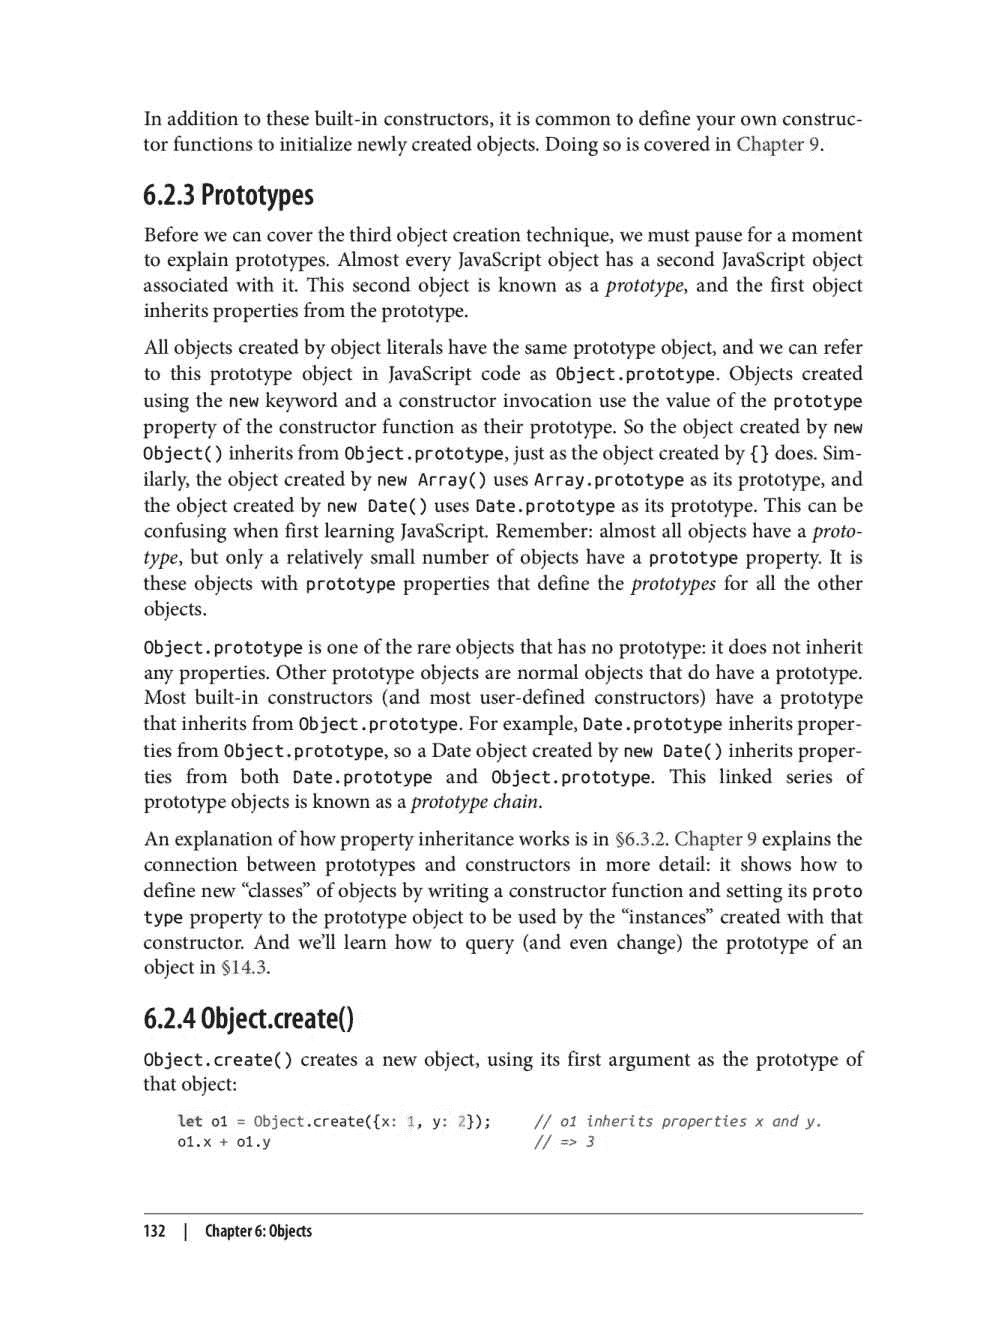 In addition to these built-in constructors, it is common to define your own construc-
tor functions to initialize newly created objects. Doing so is covered in Chapter 9.
6.2.3 Prototypes
Before we can cover the third object creation technique, we must pause for a moment
to explain prototypes. Almost every JavaScript object has a second JavaScript object
associated with it. This second object is known as a prototype, and the first object
inherits properties from the prototype.
All objects created by object literals have the same prototype object, and we can refer
to this prototype object in JavaScript code as Object.prototype. Objects created
using the new keyword and a constructor invocation use the value of the prototype
property of the constructor function as their prototype. So the object created by new
Object() inherits from Object.prototype, just as the object created by {} does. Sim-
ilarly, the object created by new Array() uses Array.prototype as its prototype, and
the object created by new Date() uses Date.prototype as its prototype. This can be
confusing when first learning JavaScript. Remember: almost all objects have a proto-
type, but only a relatively small number of objects have a prototype property. It is
these objects with prototype properties that define the prototypes for all the other
objects.
Object.prototype is one of the rare objects that has no prototype: it does not inherit
any properties. Other prototype objects are normal objects that do have a prototype.
Most built-in constructors (and most user-defined constructors) have a prototype
that inherits from Object.prototype. For example, Date.prototype inherits proper-
ties from Object.prototype, so a Date object created by new Date() inherits proper-
ties from both Date.prototype and Object.prototype. This linked series of
prototype objects is known as a prototype chain.
An explanation of how property inheritance works is in §6.3.2. Chapter 9 explains the
connection between prototypes and constructors in more detail: it shows how to
define new “classes” of objects by writing a constructor function and setting its proto
type property to the prototype object to be used by the “instances” created with that
constructor. And we’ll learn how to query (and even change) the prototype of an
object in §14.3.
6.2.4 Object.create()
Object.create() creates a new object, using its first argument as the prototype of
that object:
let o1 = Object.create({x: 1, y: 2}); // o1 inherits properties x and y.
o1.x + o1.y // => 3
132 | Chapter 6: Objects